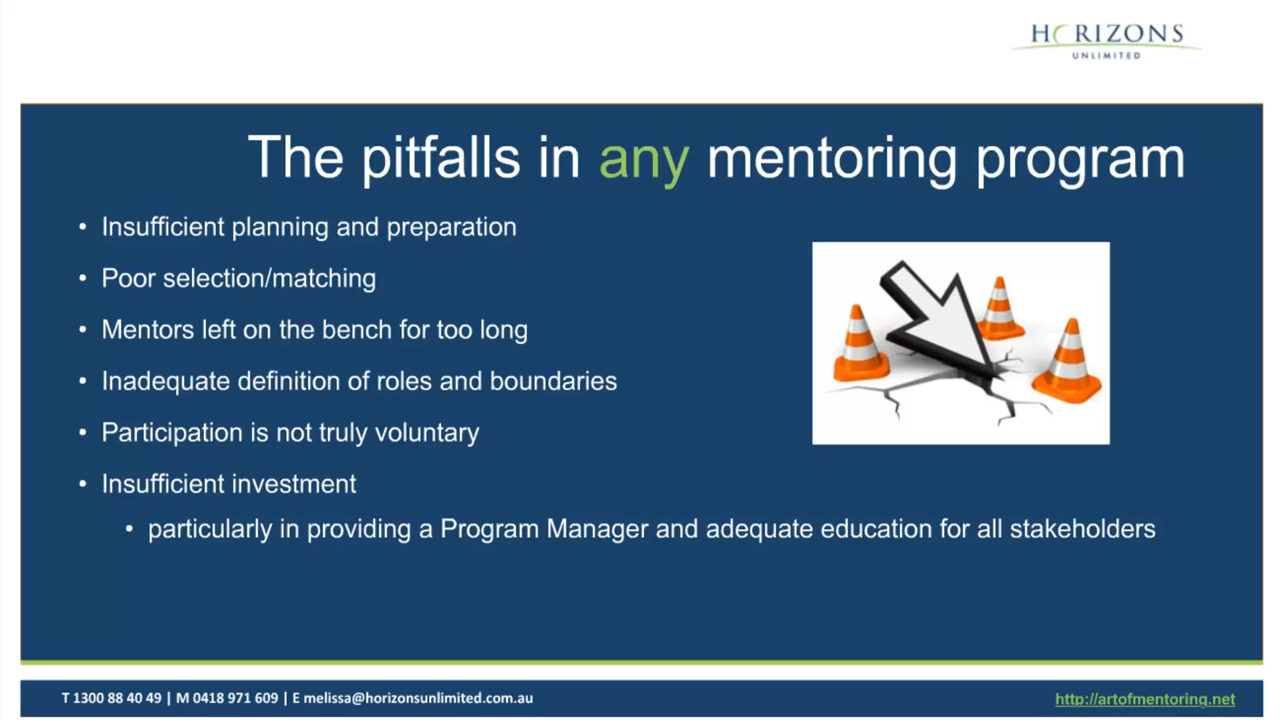 HORIZONS
UNLIMITED
The pitfalls in any mentoring program
• Insufficient planning and preparation
• Poor selection/matching
• Mentors left on the bench for too long
• Inadequate definition of roles and boundaries
• Participation is not truly voluntary
• Insufficient investment
• particularly in providing a Program Manager and adequate education for all stakeholders
T 1300 88 40 49 | M 0418 971 609 | E melissa@horizonsunlimited.com.au
http://artofmentoring.net